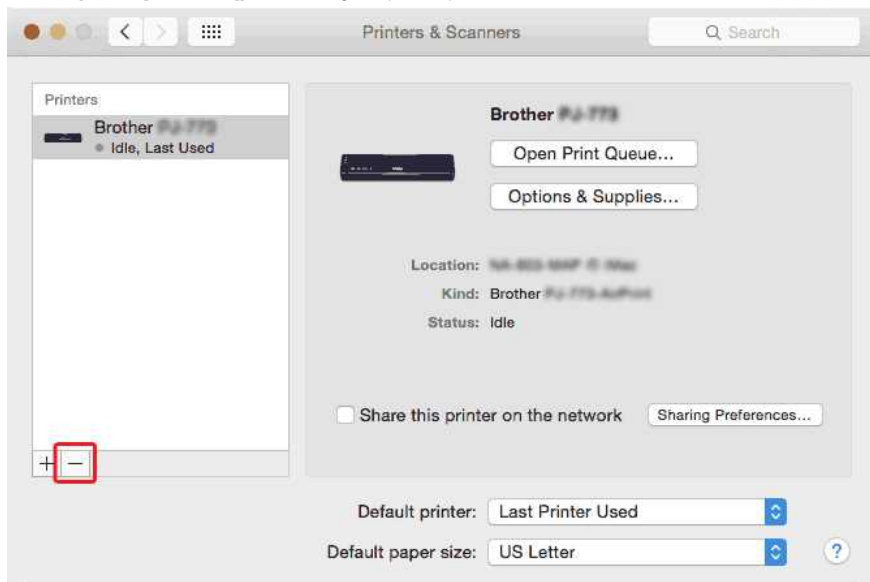 Printers & Scanners
Search
Printers
Brother
Idle, Last Used
Brother
Open Print Queue...
Options & Supplies...
Location:
Kind: Brother
Status: Idle
Share this printer on the network
Sharing Preferences...
+ −
Default printer: Last Printer Used
Default paper size: US Letter
?